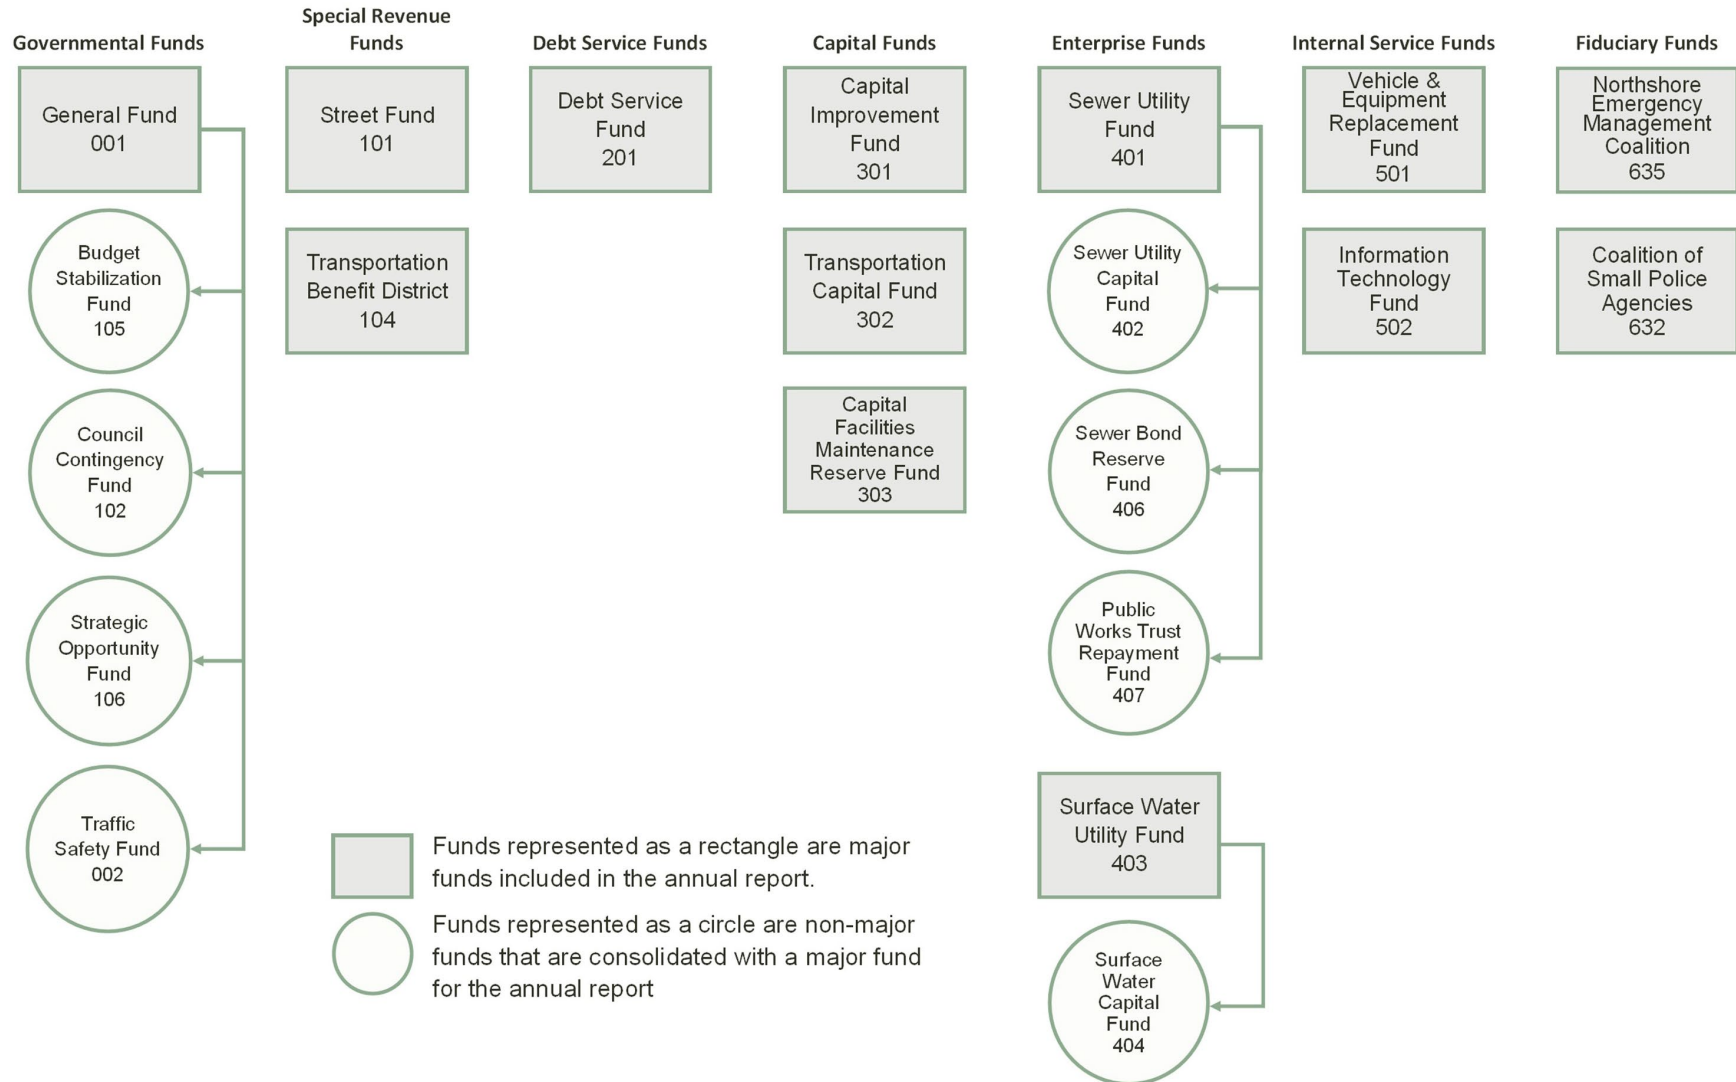 Governmental Funds
Special Revenue
Funds
Debt Service Funds
Capital Funds
Enterprise Funds
Internal Service Funds
Fiduciary Funds
General Fund
001
Budget
Stabilization
Fund
105
Council
Contingency
Fund
102
Strategic
Opportunity
Fund
106
Traffic
Safety Fund
002
Street Fund
101
Transportation
Benefit District
104
Debt Service
Fund
201
Capital
Improvement
Fund
301
Transportation
Capital Fund
302
Capital
Facilities
Maintenance
Reserve Fund
303
Sewer Utility
Fund
401
Sewer Utility
Capital
Fund
402
Sewer Bond
Reserve
Fund
406
Public
Works Trust
Repayment
Fund
407
Surface Water
Utility Fund
403
Surface
Water
Capital
Fund
404
Vehicle &
Equipment
Replacement
Fund
501
Information
Technology
Fund
502
Northshore
Emergency
Management
Coalition
635
Coalition of
Small Police
Agencies
632
Funds represented as a rectangle are major
funds included in the annual report.
Funds represented as a circle are non-major
funds that are consolidated with a major fund
for the annual report